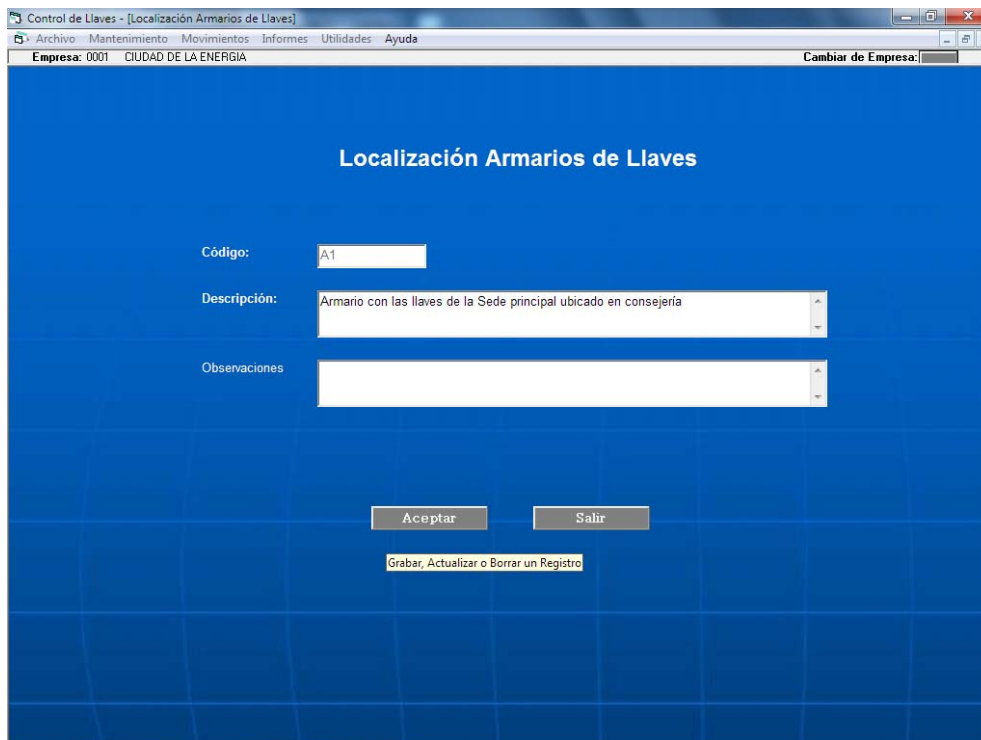 Control de Llaves - [Localización Armarios de Llaves]
Archivo Mantenimiento Movimientos Informes Utilidades Ayuda
Empresa: 0001 CIUDAD DE LA ENERGIA Cambiar de Empresa:
Localización Armarios de Llaves
Código: A1
Descripción: Armario con las llaves de la Sede principal ubicado en consejería
Observaciones
Aceptar Salir
Grabar, Actualizar o Borrar un Registro